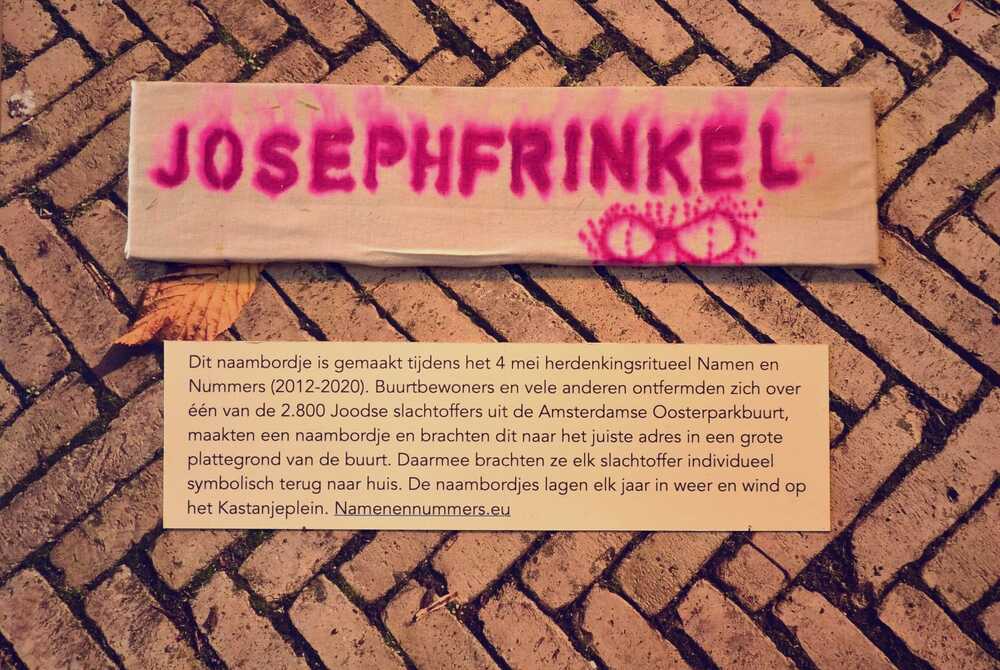 JOSEPHFRINKEL
Dit naambordje is gemaakt tijdens het 4 mei herdenkingsritueel Namen en
Nummers (2012-2020). Buurtbewoners en vele anderen ontfermden zich over
één van de 2.800 Joodse slachtoffers uit de Amsterdamse Oosterparkbuurt,
maakten een naambordje en brachten dit naar het juiste adres in een grote
plattegrond van de buurt. Daarmee brachten ze elk slachtoffer individueel
symbolisch terug naar huis. De naambordjes lagen elk jaar in weer en wind op
het Kastanjeplein. Namenennummers.eu